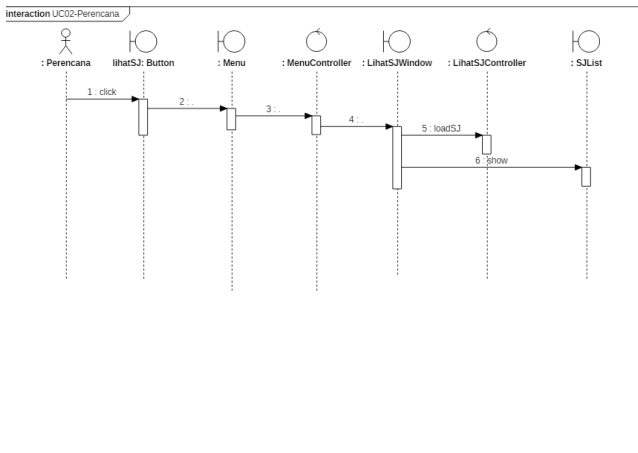 interaction UC02-Perencana
: Perencana
lihatSJ: Button
: Menu
: MenuController
: LihatSJWindow
: LihatSJController
: SJList
1 : click
2 : .
3 : .
4 : .
5 : loadSJ
6 : show